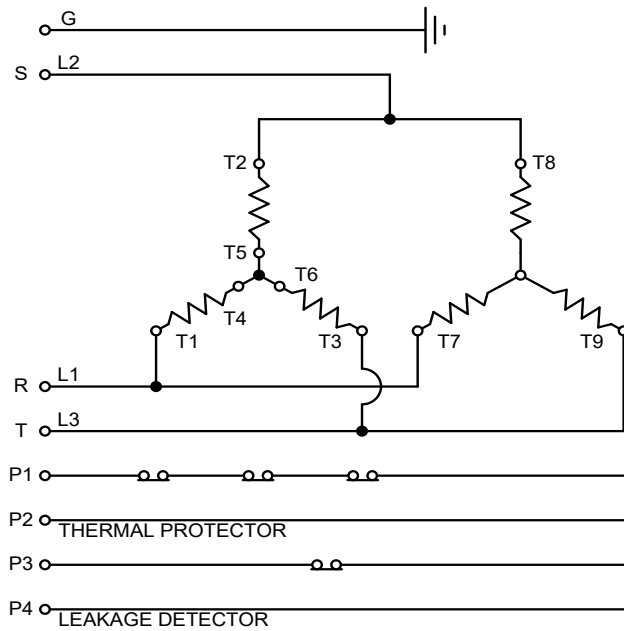 G
S L2
T2 T8
T5
T6
T4
T1 T3 T7 T9
R L1
T L3
P1
P2 THERMAL PROTECTOR
P3
P4 LEAKAGE DETECTOR